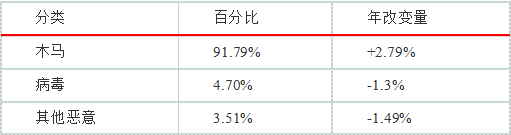 分类 百分比 年改变量
木马 91.79% +2.79%
病毒 4.70% -1.3%
其他恶意 3.51% -1.49%